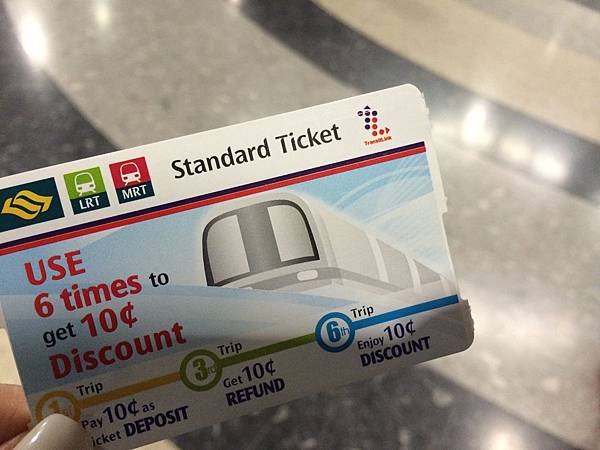 LRT
MRT
Standard Ticket
TransitLink
USE
6 times to
get 10¢
Discount
Trip
Pay 10¢ as
ticket DEPOSIT
3rd
Trip
Get 10¢
REFUND
6th
Trip
Enjoy 10¢
DISCOUNT